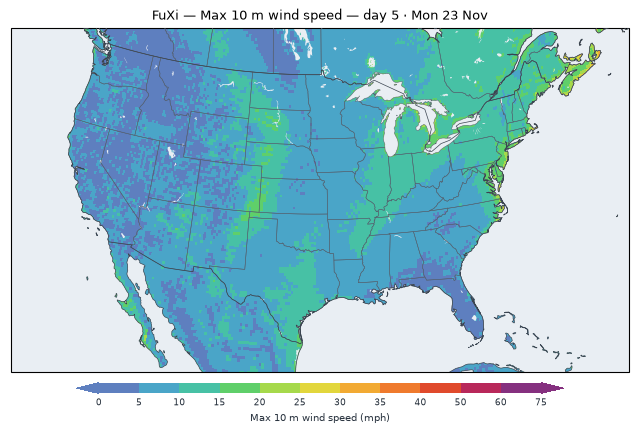 FuXi — Max 10 m wind speed — day 5 · Mon 23 Nov
0 5 10 15 20 25 30 35 40 50 60 75
Max 10 m wind speed (mph)